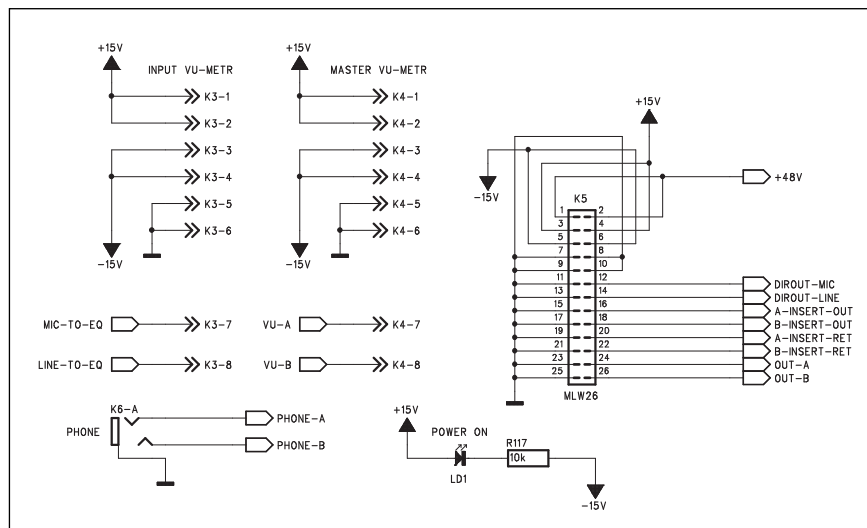 +15V
INPUT VU-METR
K3-1
K3-2
K3-3
K3-4
K3-5
K3-6
-15V
+15V
MASTER VU-METR
K4-1
K4-2
K4-3
K4-4
K4-5
K4-6
-15V
MIC-TO-EQ
K3-7
LINE-TO-EQ
K3-8
VU-A
K4-7
VU-B
K4-8
+15V
-15V
+48V
K5
1 2
3 4
5 6
7 8
9 10
11 12
13 14
15 16
17 18
19 20
21 22
23 24
25 26
MLW26
DIROUT-MIC
DIROUT-LINE
A-INSERT-OUT
B-INSERT-OUT
A-INSERT-RET
B-INSERT-RET
OUT-A
OUT-B
K6-A
PHONE
PHONE-A
PHONE-B
+15V
POWER ON
LD1
R117
10k
-15V